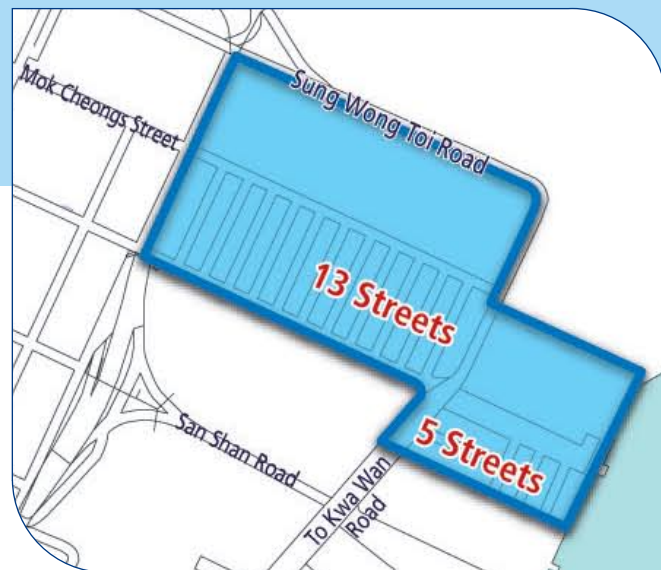 Mok Cheongs Street
Sung Wong Toi Road
13 Streets
5 Streets
San Shan Road
To Kwa Wan
Road